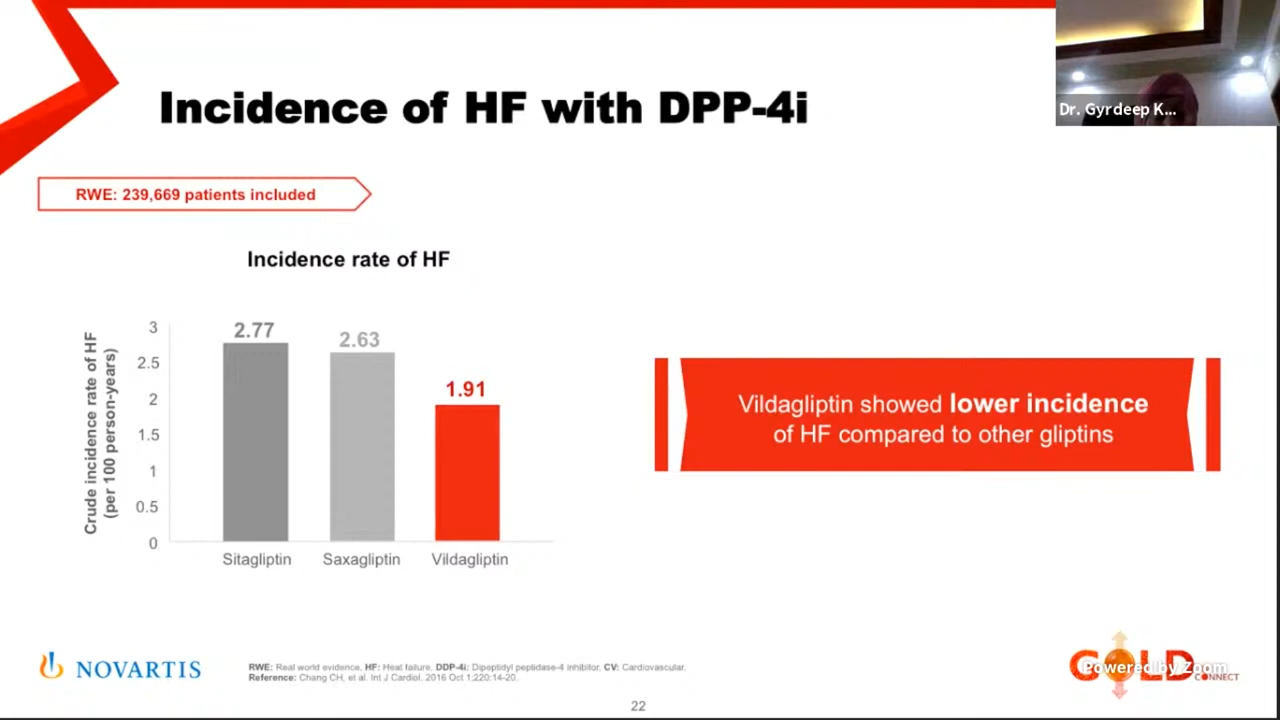 Incidence of HF with DPP-4i
Dr. Gyrdeep K...
RWE: 239,669 patients included
Incidence rate of HF
Crude incidence rate of HF
(per 100 person-years)
3
2.5
2
1.5
1
0.5
0
2.77
2.63
1.91
Sitagliptin
Saxagliptin
Vildagliptin
Vildagliptin showed lower incidence
of HF compared to other gliptins
NOVARTIS
RWE: Real world evidence, HF: Heat failure, DDP-4i: Dipeptidyl peptidase-4 inhibitor, CV: Cardiovascular.
Reference: Chang CH, et al. Int J Cardiol. 2016 Oct 1;220:14-20.
GOLD
CONNECT
Powered by Zoom
22